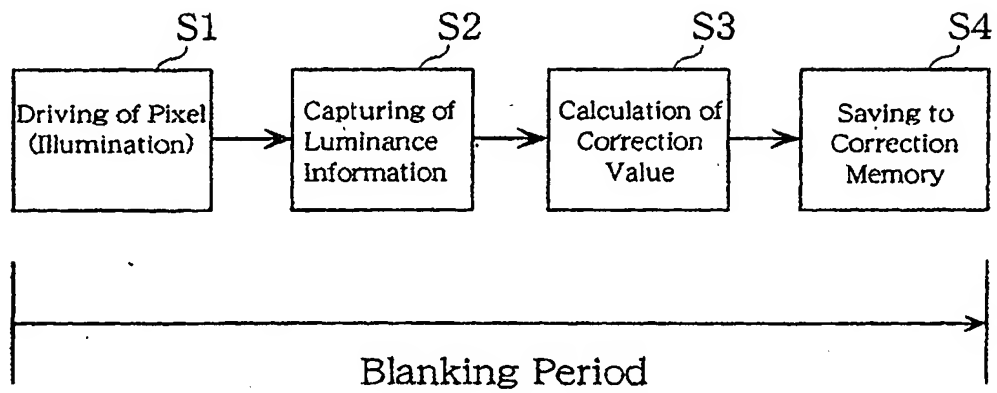 S1
S2
S3
S4
Driving of Pixel
(Illumination)
Capturing of
Luminance
Information
Calculation of
Correction
Value
Saving to
Correction
Memory
Blanking Period